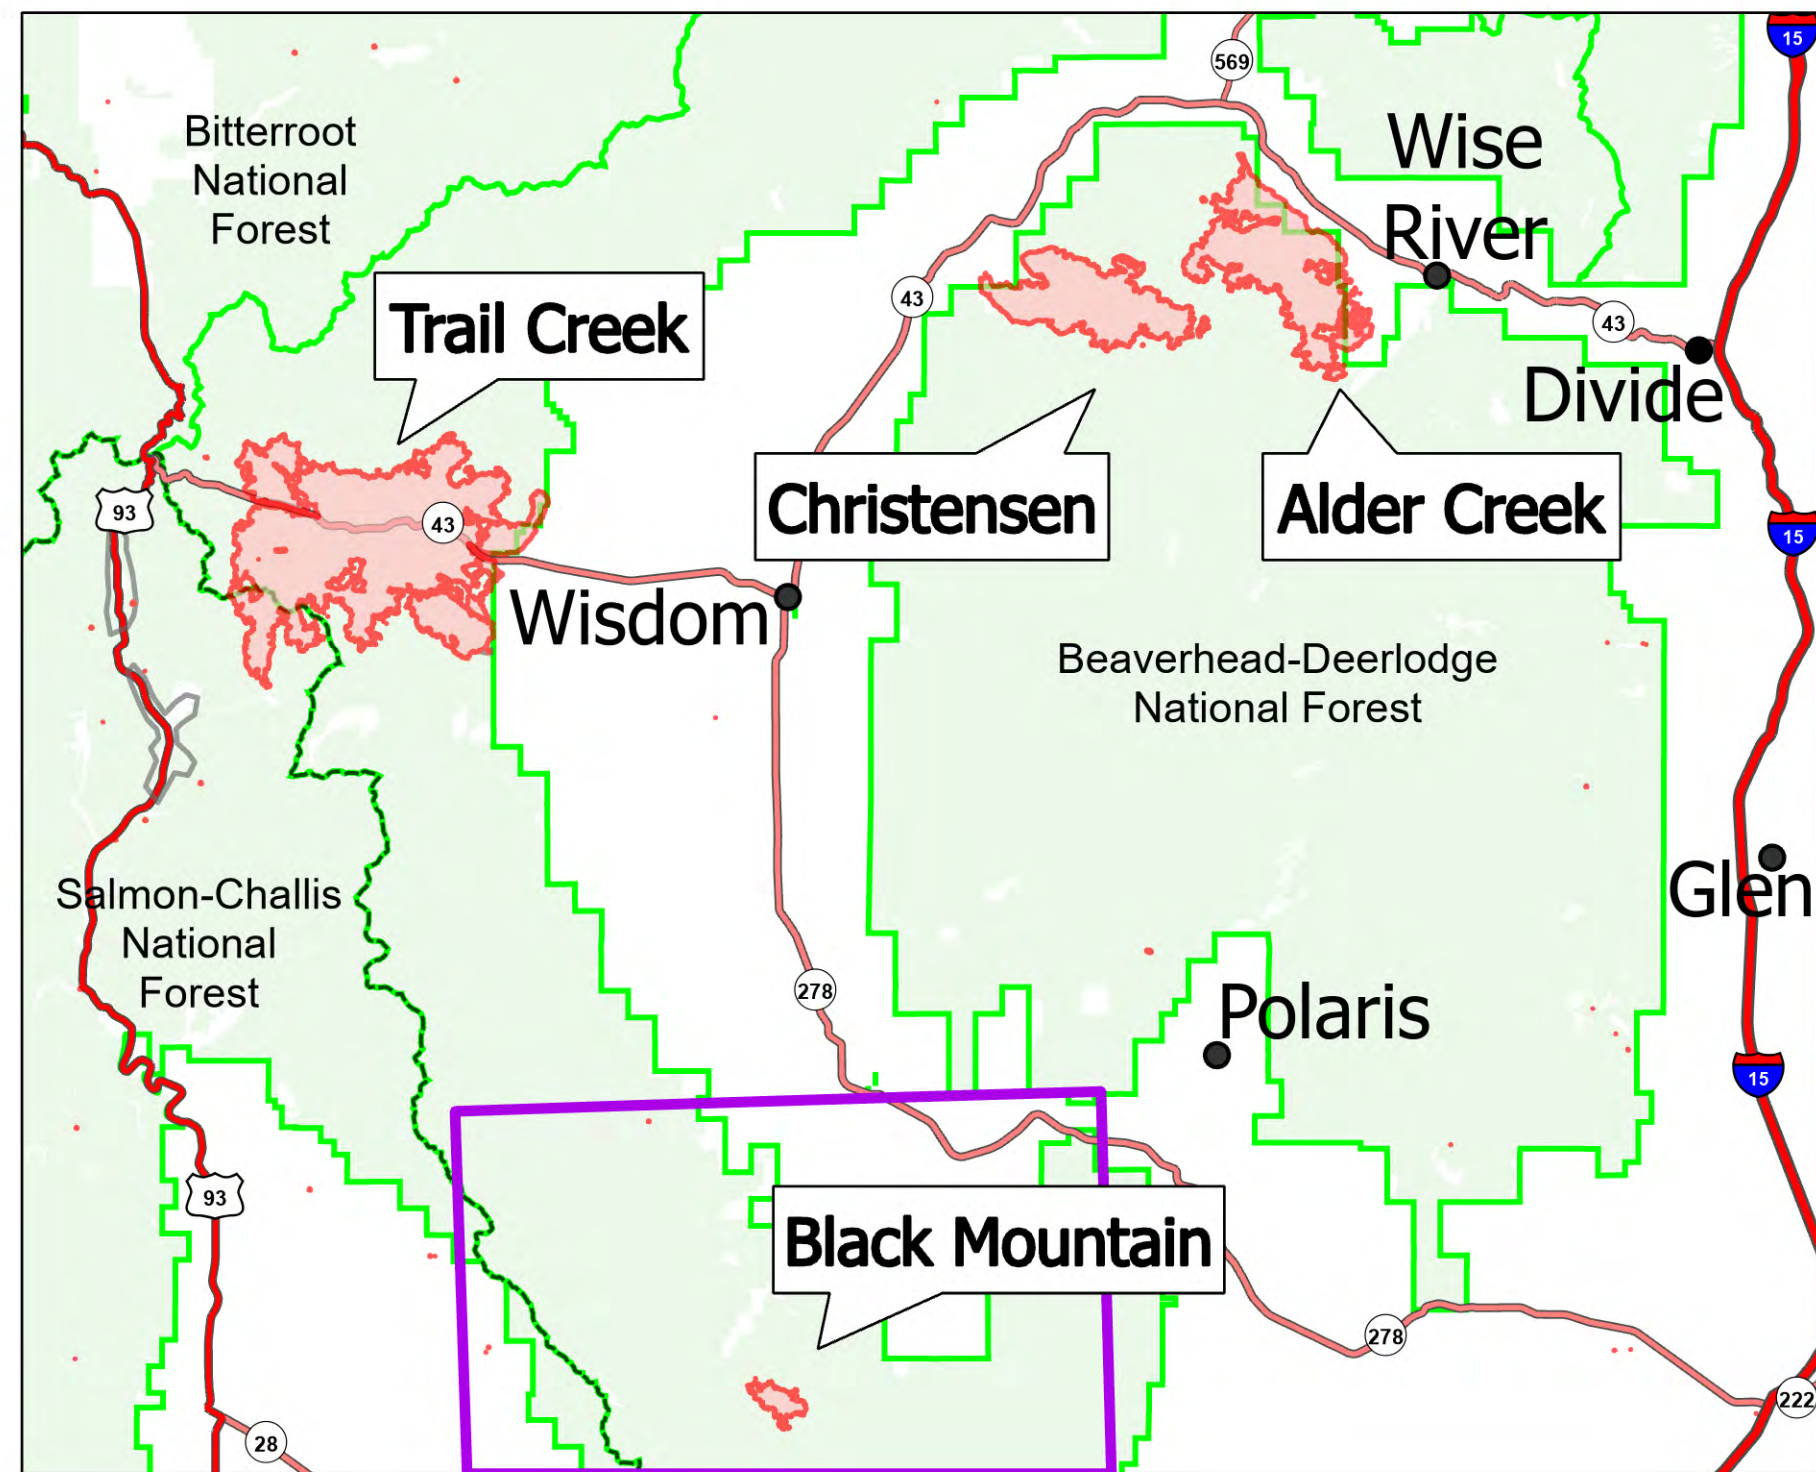 15
569
Bitterroot
National
Forest
Wise
River
43
Trail Creek
43
Divide
93
43
Christensen
Alder Creek
15
Wisdom
Beaverhead-Deerlodge
National Forest
Glen
Salmon-Challis
National
Forest
278
Polaris
15
93
Black Mountain
278
222
28